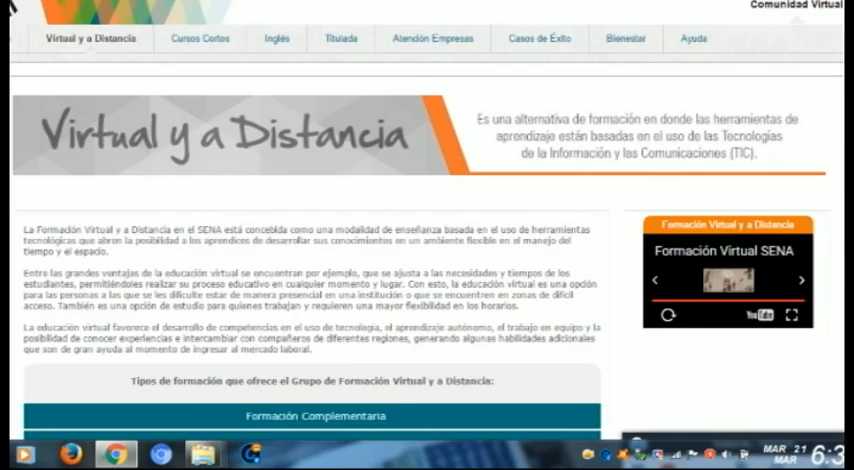 Comunidad Virtual
Virtual y a Distancia Cursos Cortos Inglés Titulada Atención Empresas Casos de Éxito Bienestar Ayuda
Virtual y a Distancia
Es una alternativa de formación en donde las herramientas de
aprendizaje están basadas en el uso de las Tecnologías
de la Información y las Comunicaciones (TIC).
La Formación Virtual y a Distancia en el SENA está concebida como una modalidad de enseñanza basada en el uso de herramientas
tecnológicas que abren la posibilidad a los aprendices de desarrollar sus conocimientos en un ambiente flexible en el manejo del
tiempo y el espacio.
Entre las grandes ventajas de la educación virtual se encuentran por ejemplo, que se ajusta a las necesidades y tiempos de los
estudiantes, permitiéndoles realizar su proceso educativo en cualquier momento y lugar. Con esto, la educación virtual es una opción
para las personas a las que se les dificulte estar de manera presencial en una institución o que se encuentren en zonas de difícil
acceso. También es una opción de estudio para quienes trabajan y requieren una mayor flexibilidad en los horarios.
La educación virtual favorece el desarrollo de competencias en el uso de tecnología, el aprendizaje autónomo, el trabajo en equipo y la
posibilidad de conocer experiencias e intercambiar con compañeros de diferentes regiones, generando algunas habilidades adicionales
que son de gran ayuda al momento de ingresar al mercado laboral.
Tipos de formación que ofrece el Grupo de Formación Virtual y a Distancia:
Formación Complementaria
Formación Virtual y a Distancia
Formación Virtual SENA
YouTube
MAR 21
MAR
6:3